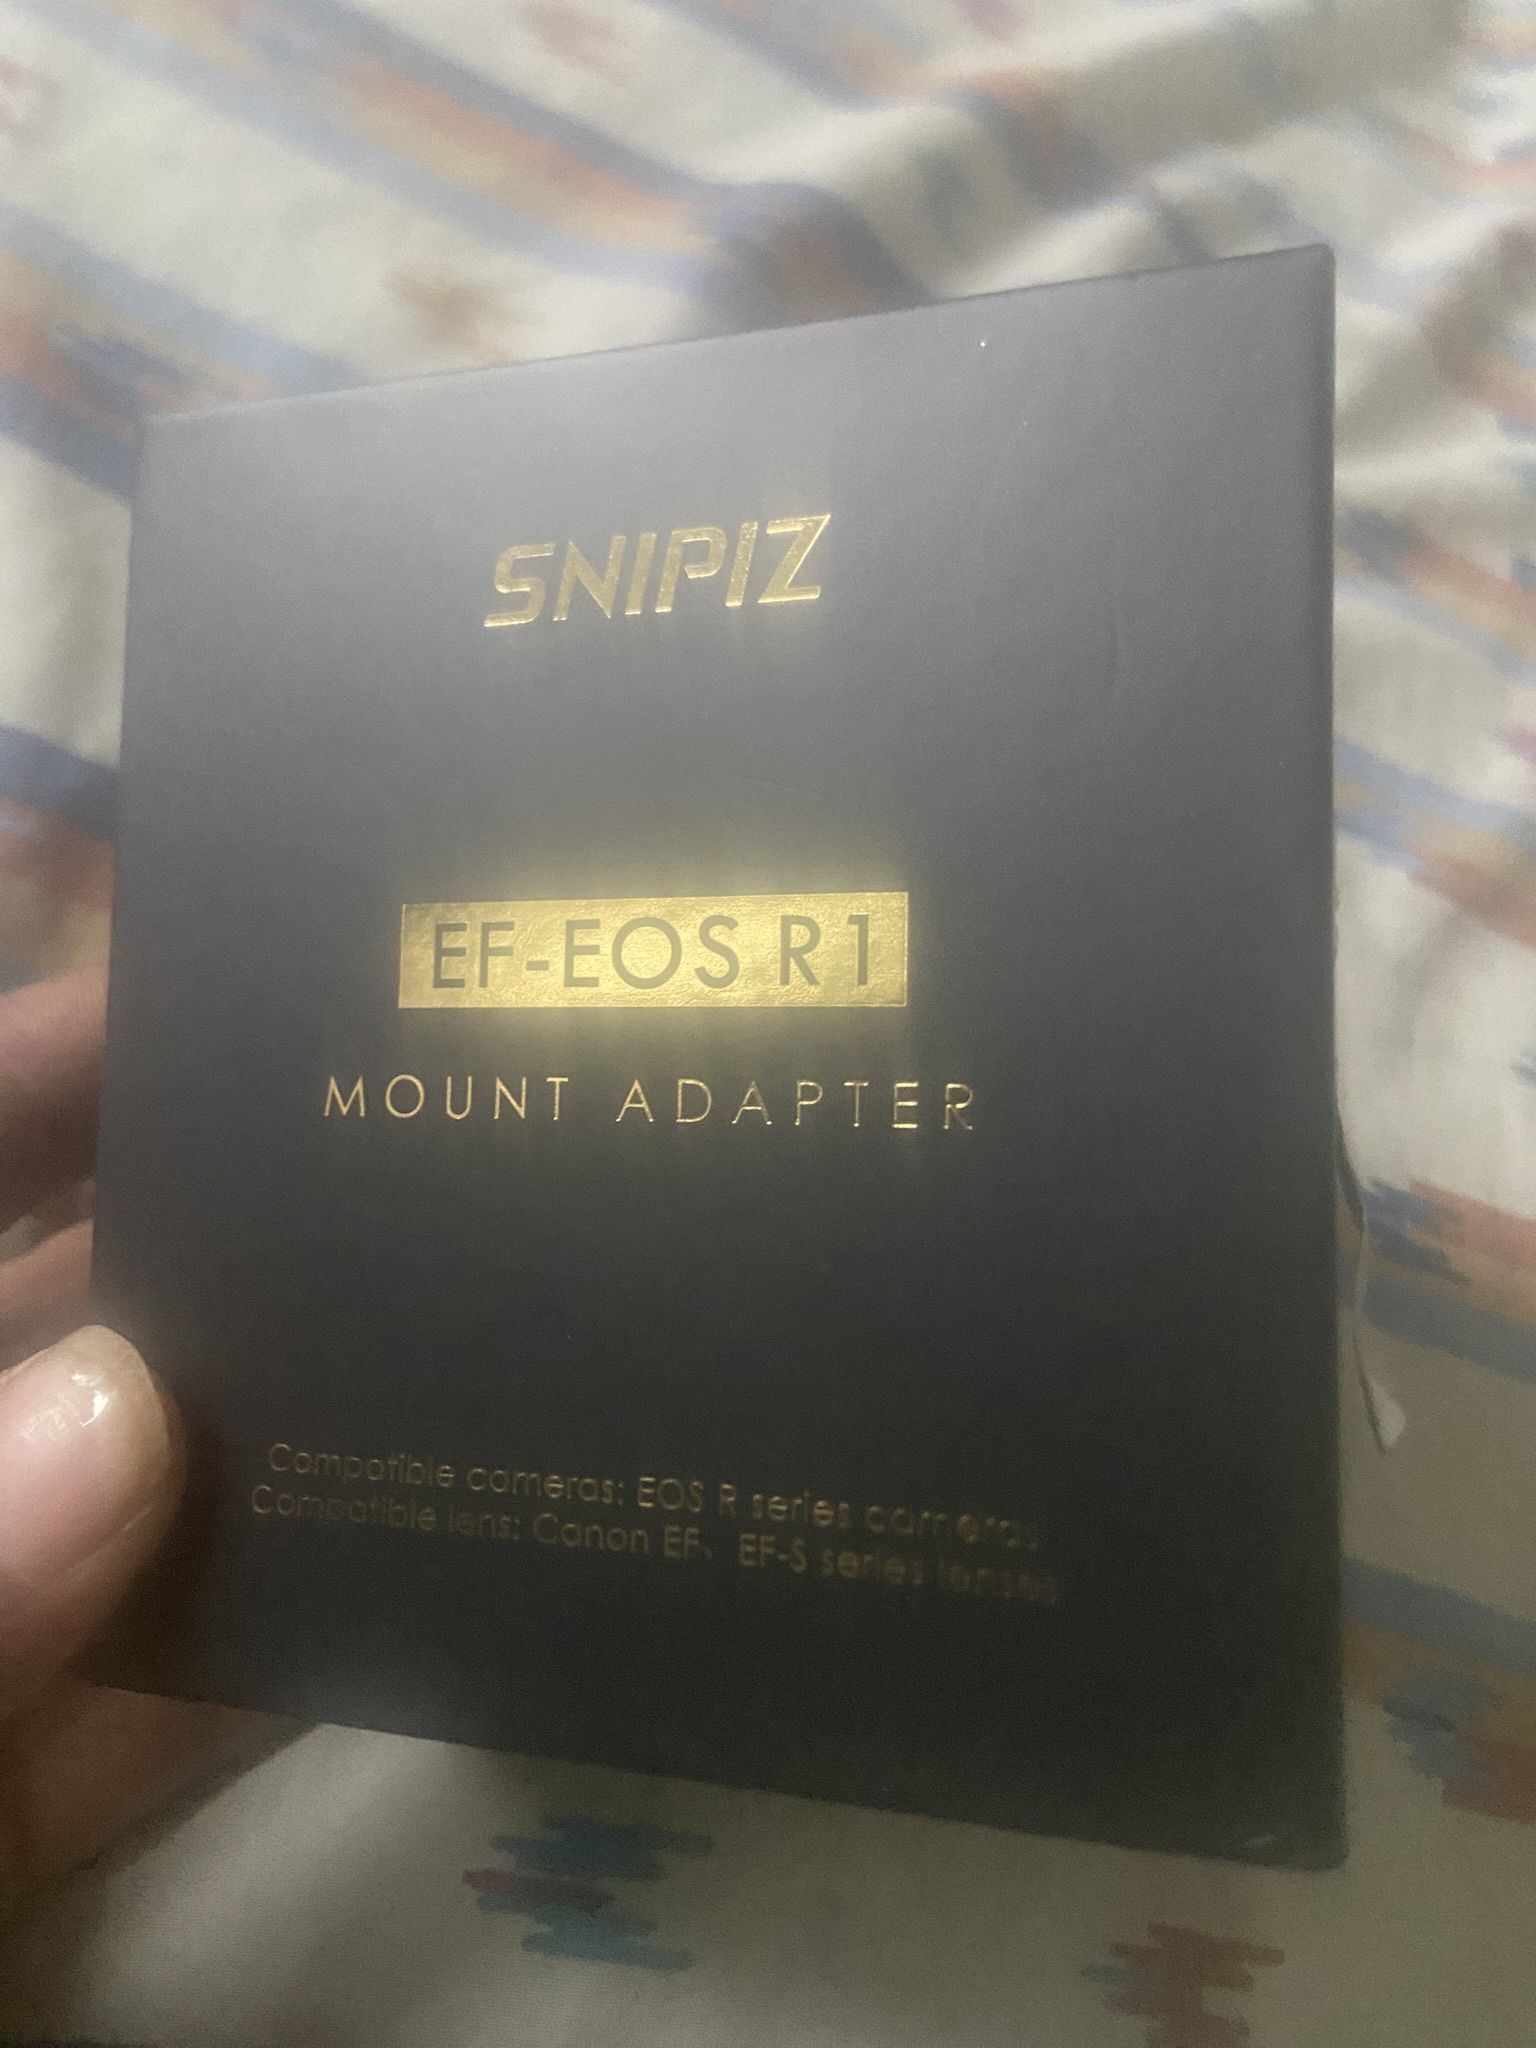 SNIPIZ
EF-EOS R1
MOUNT ADAPTER
Compatible cameras: EOS R series cameras
Compatible lens: Canon EF、EF-S series lenses